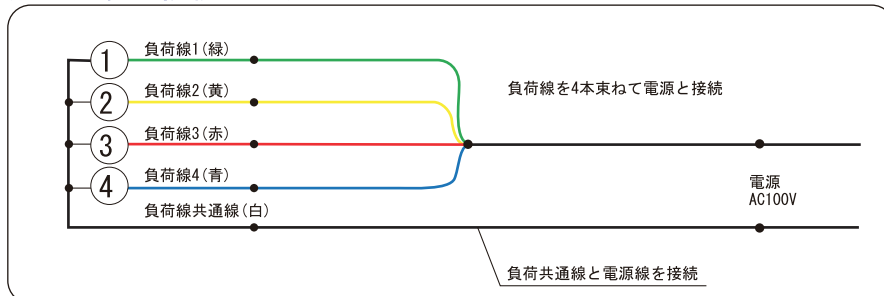 ①
負荷線1(緑)
②
負荷線2(黄)
③
負荷線3(赤)
④
負荷線4(青)
負荷線共通線(白)
負荷線を4本束ねて電源と接続
電源
AC100V
負荷共通線と電源線を接続